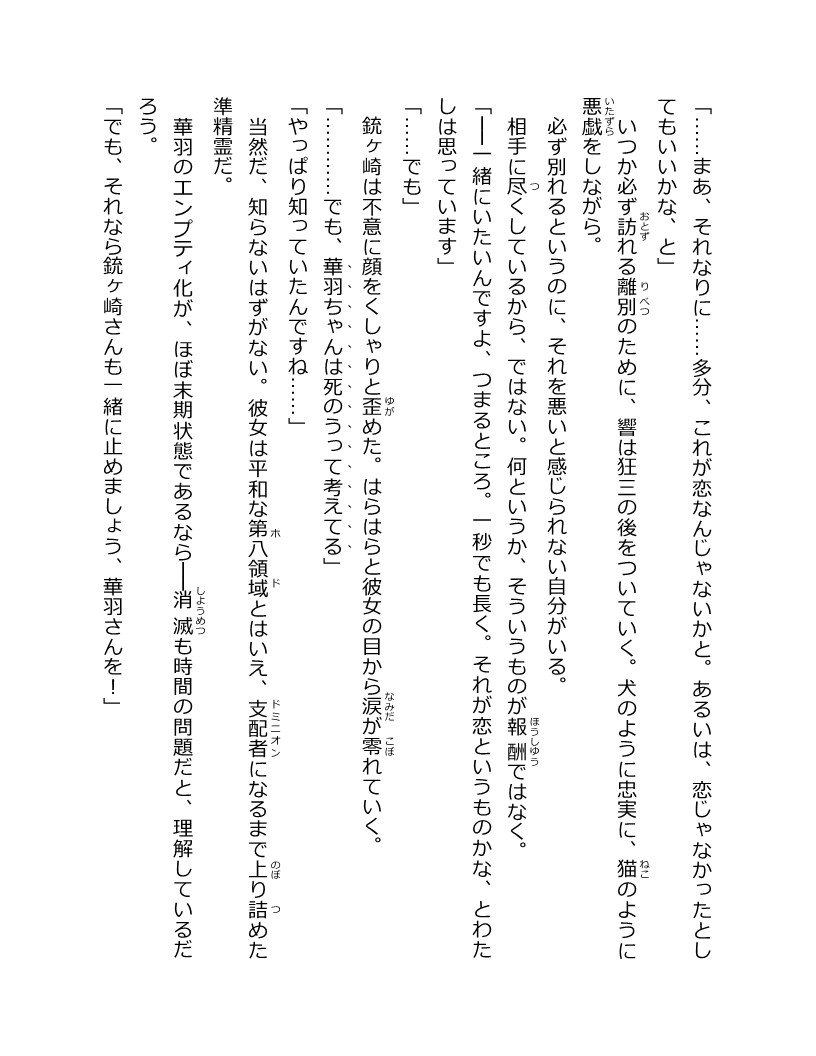 「……まあ、それなりに……多分、これが恋なんじゃないかと。あるいは、恋じゃなかったとし
てもいいかな、と」
いつか必ず訪れる離別のために、響は狂三の後をついていく。犬のように忠実に、猫のように
悪戯をしながら。
必ず別れるというのに、それを悪いと感じられない自分がいる。
相手に尽くしているから、ではない。何というか、そういうものが報酬ではなく。
「――一緒にいたいんですよ、つまるところ。一秒でも長く。それが恋というものかな、とわた
しは思っています」
「……でも」
銃ヶ崎は不意に顔をくしゃりと歪めた。はらはらと彼女の目から涙が零れていく。
「…………でも、華羽ちゃんは死のうって考えてる」
「やっぱり知っていたんですね……」
当然だ、知らないはずがない。彼女は平和な第八領域とはいえ、支配者になるまで上り詰めた
準精霊だ。
華羽のエンプティ化が、ほぼ末期状態であるなら――消滅も時間の問題だと、理解しているだ
ろう。
「でも、それなら銃ヶ崎さんも一緒に止めましょう、華羽さんを！」